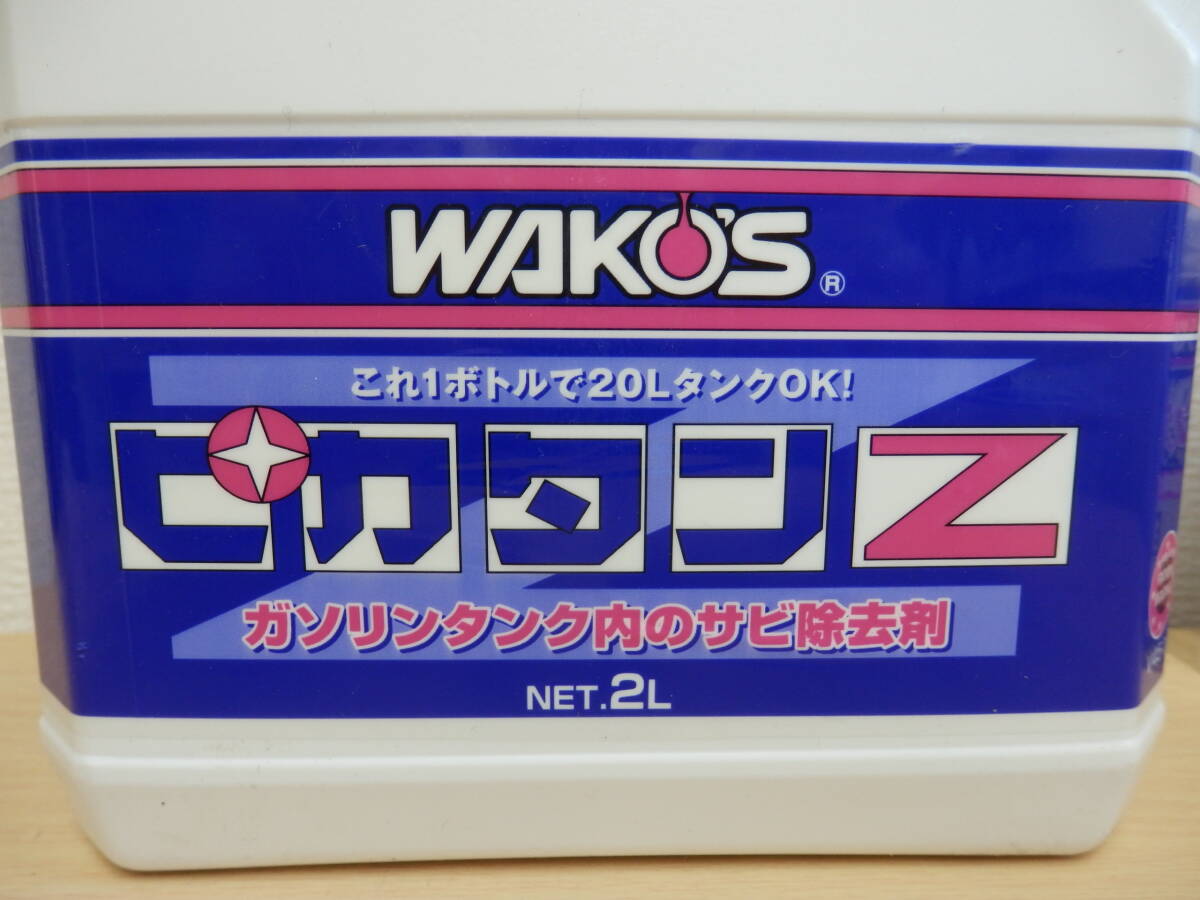 WAKO'S®
これ1ボトルで20LタンクOK!
ピカタンZ
ガソリンタンク内のサビ除去剤
NET.2L